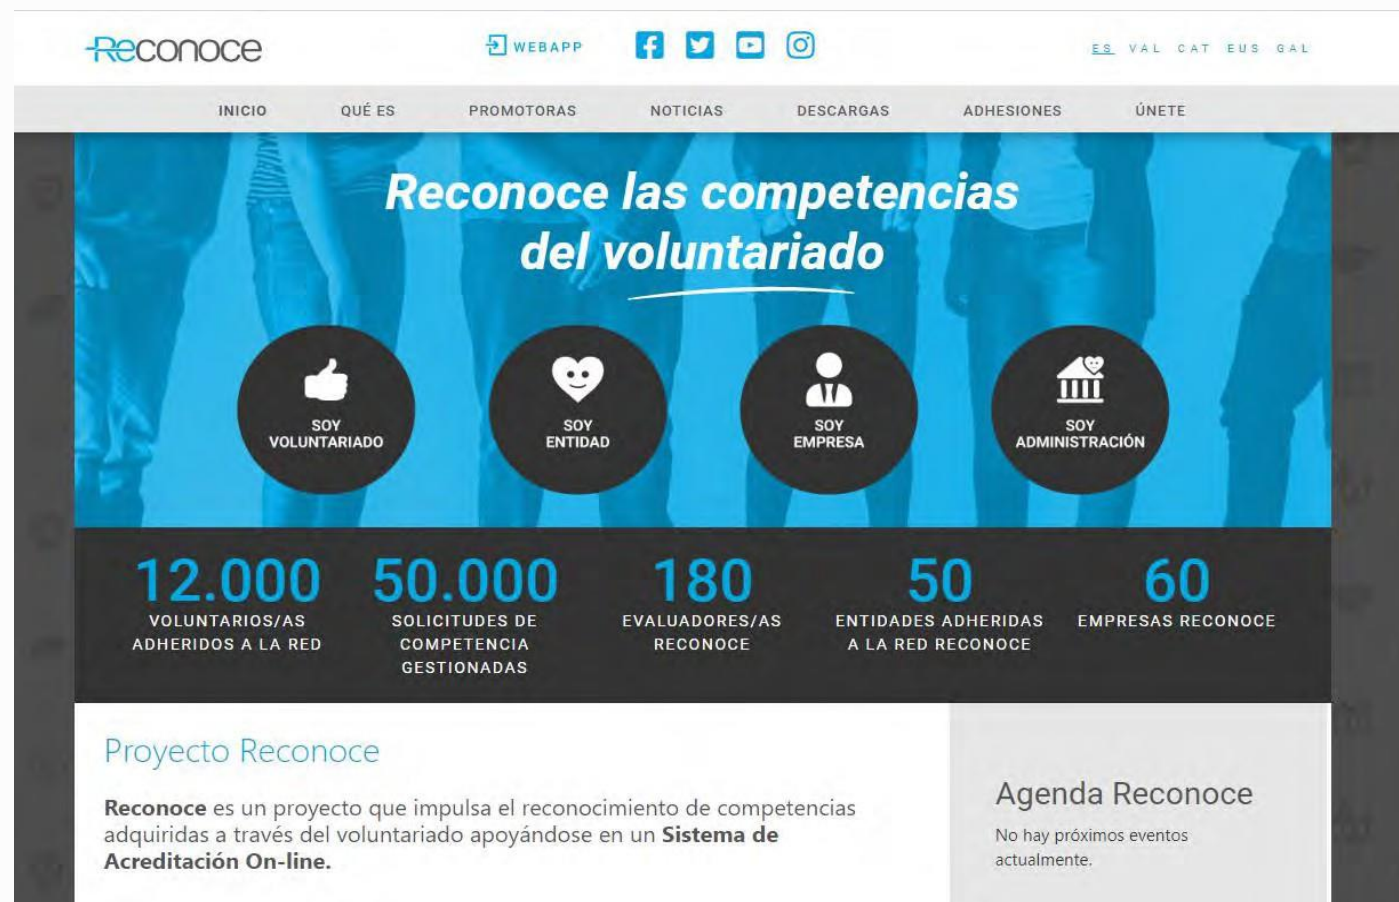 Reconoce
WEBAPP
ES VAL CAT EUS GAL
INICIO QUÉ ES PROMOTORAS NOTICIAS DESCARGAS ADHESIONES ÚNETE
Reconoce las competencias
del voluntariado
SOY
VOLUNTARIADO
SOY
ENTIDAD
SOY
EMPRESA
SOY
ADMINISTRACIÓN
12.000
VOLUNTARIOS/AS
ADHERIDOS A LA RED
50.000
SOLICITUDES DE
COMPETENCIA
GESTIONADAS
180
EVALUADORES/AS
RECONOCE
50
ENTIDADES ADHERIDAS
A LA RED RECONOCE
60
EMPRESAS RECONOCE
Proyecto Reconoce
Reconoce es un proyecto que impulsa el reconocimiento de competencias
adquiridas a través del voluntariado apoyándose en un Sistema de
Acreditación On-line.
Agenda Reconoce
No hay próximos eventos
actualmente.